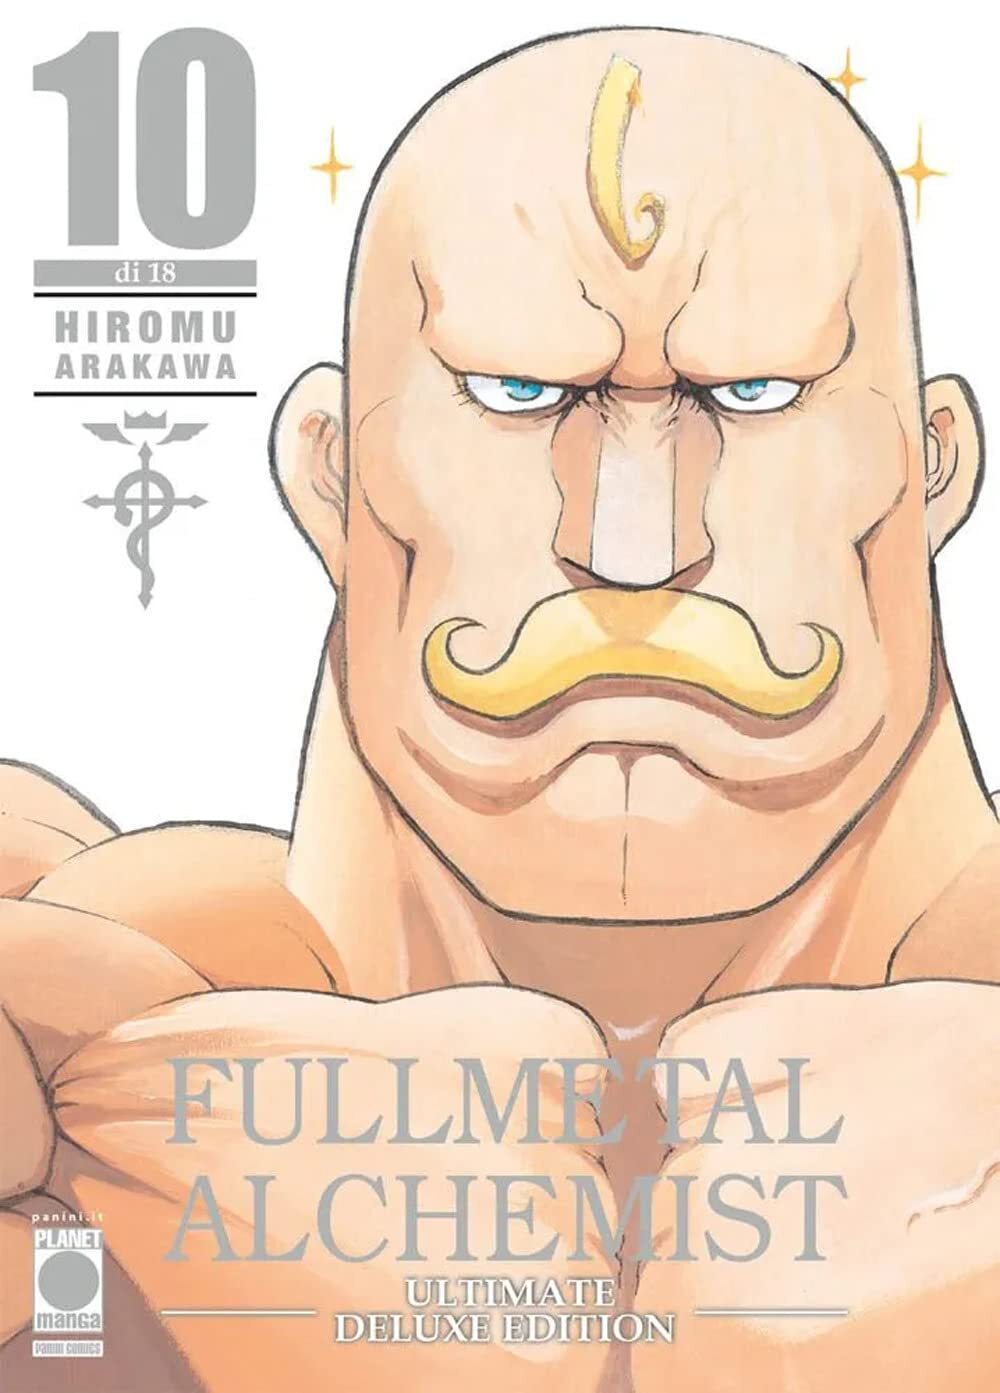 10
di 18
HIROMU
ARAKAWA
FULLMETAL
ALCHEMIST
ULTIMATE
DELUXE EDITION
panini.it
PLANET
manga
PANINI COMICS